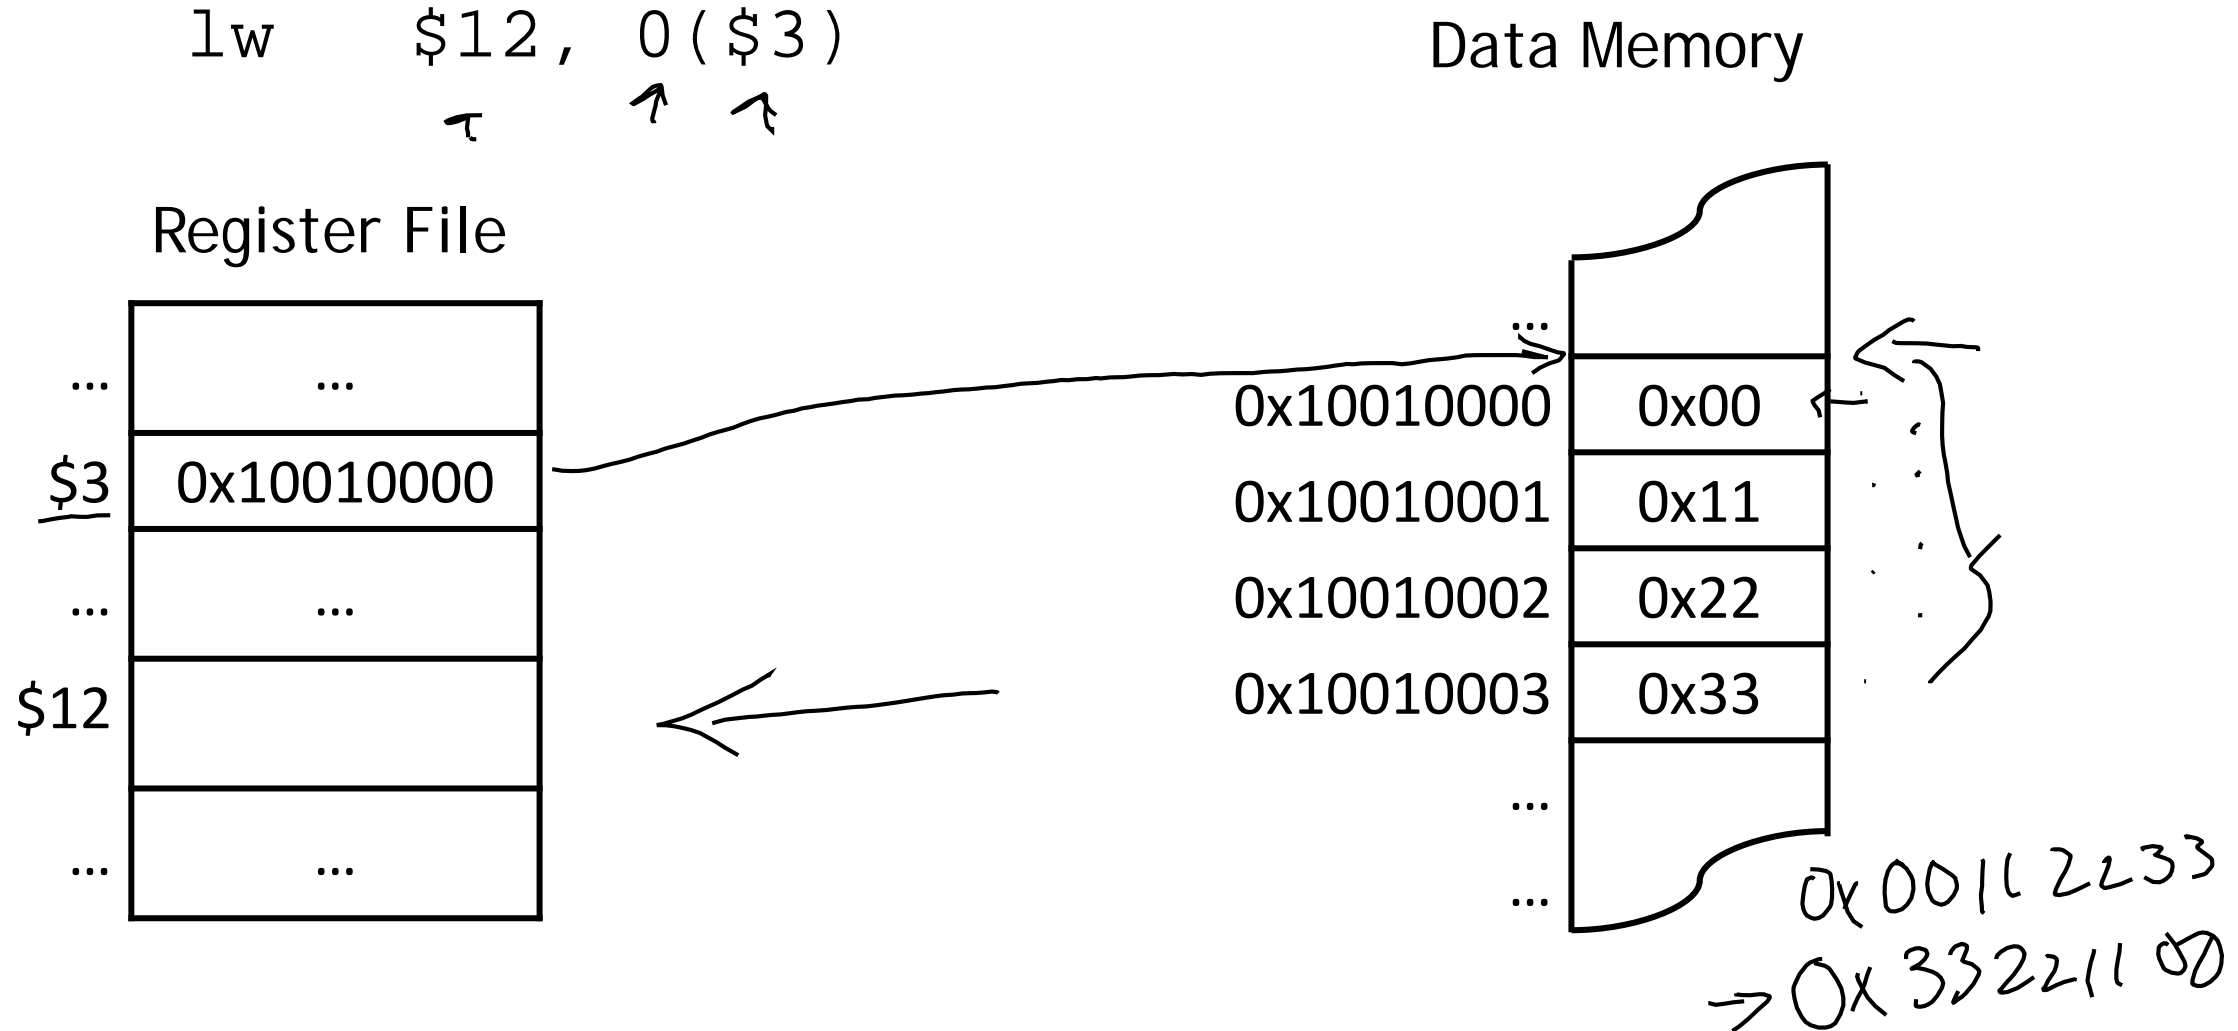 lw $12, 0($3)
Data Memory
Register File
...
... ...
0x10010000 0x00
$3 0x10010000
0x10010001 0x11
... ...
0x10010002 0x22
$12
0x10010003 0x33
...
... ...
...
0x00112233
0x33221100